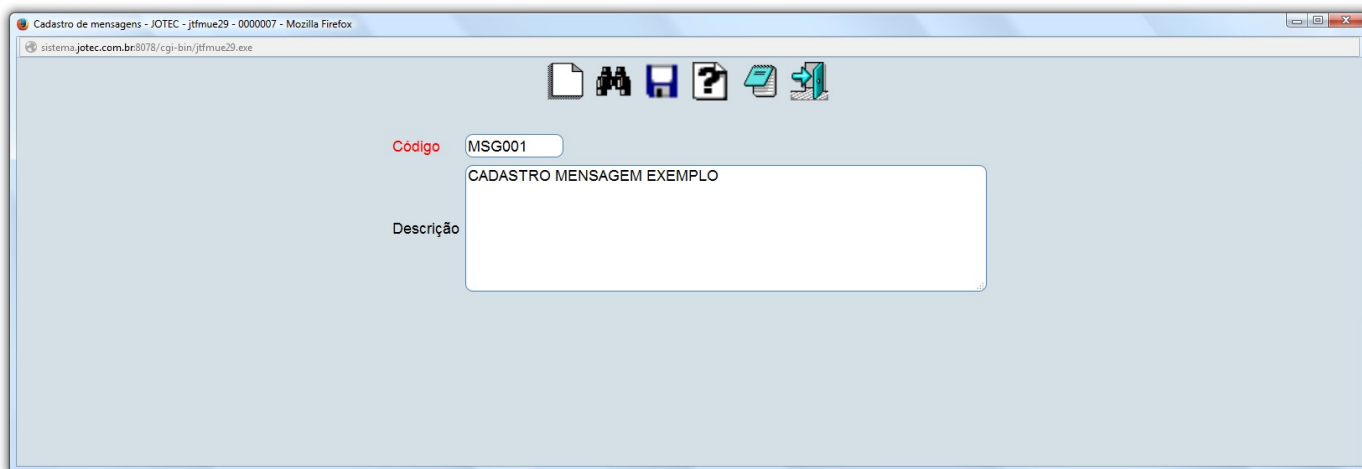 Cadastro de mensagens - JOTEC - jtfmue29 - 0000007 - Mozilla Firefox
sistema.jotec.com.br:8078/cgi-bin/jtfmue29.exe
Código MSG001
CADASTRO MENSAGEM EXEMPLO
Descrição